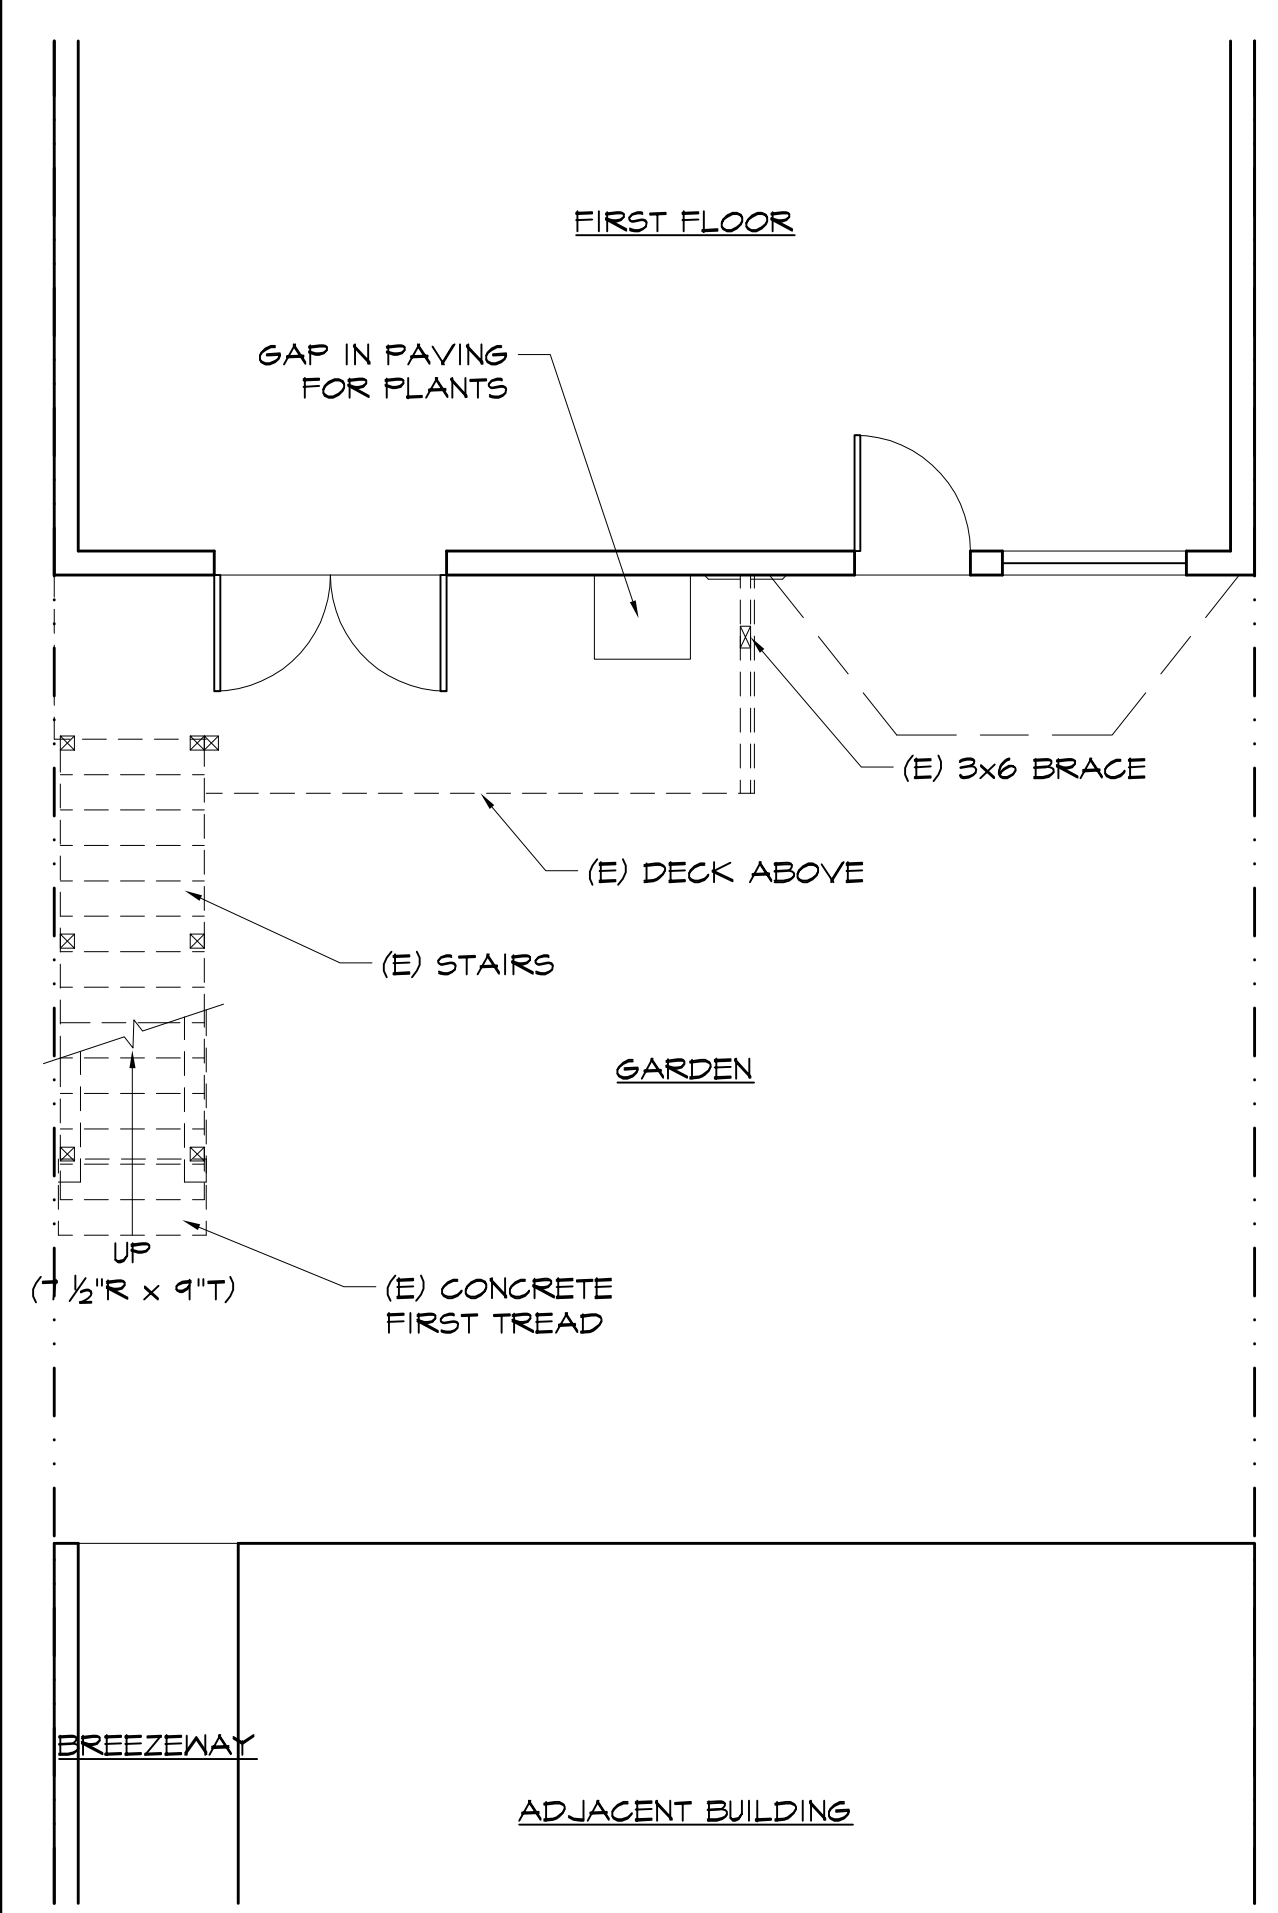 FIRST FLOOR
GAP IN PAVING
FOR PLANTS
(E) 3x6 BRACE
(E) DECK ABOVE
(E) STAIRS
GARDEN
UP
(7 ½"R x 9"T)
(E) CONCRETE
FIRST TREAD
BREEZEWAY
ADJACENT BUILDING